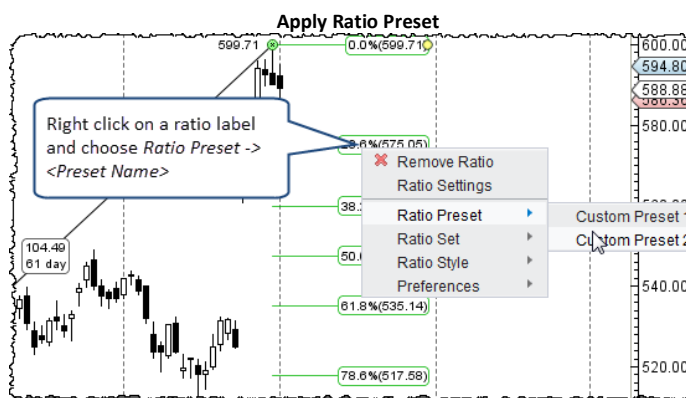 Apply Ratio Preset
599.71
0.0%(599.71)
600.00
594.80
588.88
580.00
Right click on a ratio label
and choose Ratio Preset ->
<Preset Name>
(575.05)
Remove Ratio
Ratio Settings
Ratio Preset
Custom Preset 1
Ratio Set
Custom Preset 2
Ratio Style
Preferences
104.49
61 day
540.00
61.8%(535.14)
520.00
78.6%(517.58)